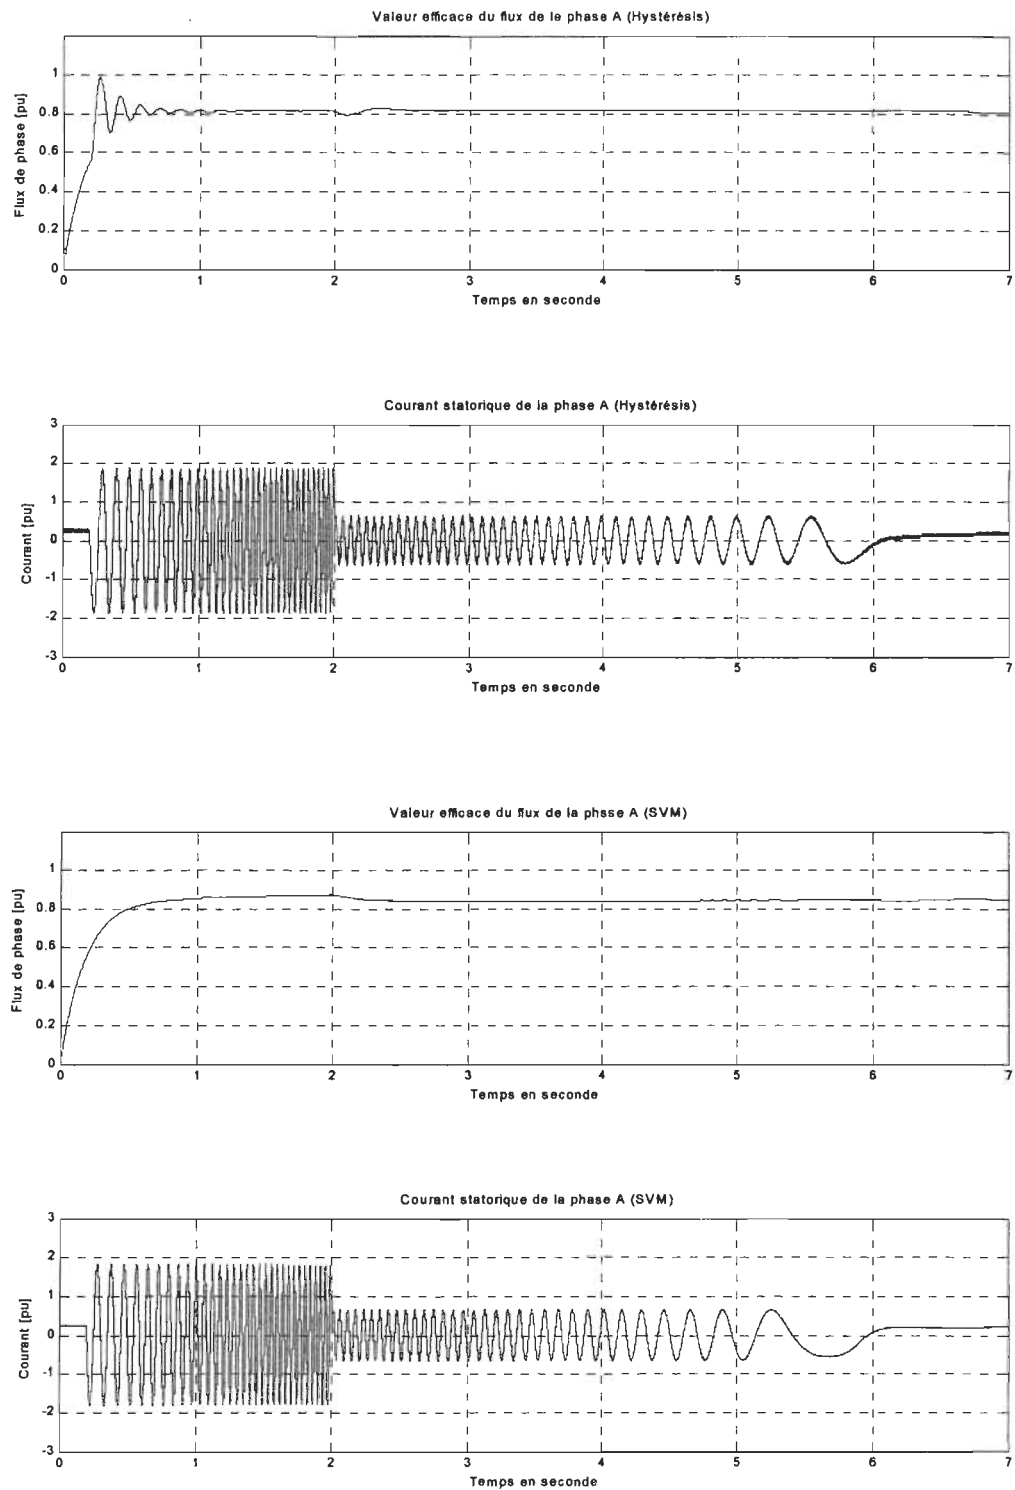 Valeur efficace du flux de le phase A (Hystérésis)
Flux de phase [pu]
1
0.8
0.6
0.4
0.2
0
0 1 2 3 4 5 6 7
Temps en seconde
Courant statorique de la phase A (Hystérésis)
Courant [pu]
3
2
1
0
-1
-2
-3
0 1 2 3 4 5 6 7
Temps en seconde
Valeur efficace du flux de la phase A (SVM)
Flux de phase [pu]
1
0.8
0.6
0.4
0.2
0
0 1 2 3 4 5 6 7
Temps en seconde
Courant statorique de la phase A (SVM)
Courant [pu]
3
2
1
0
-1
-2
-3
0 1 2 3 4 5 6 7
Temps en seconde